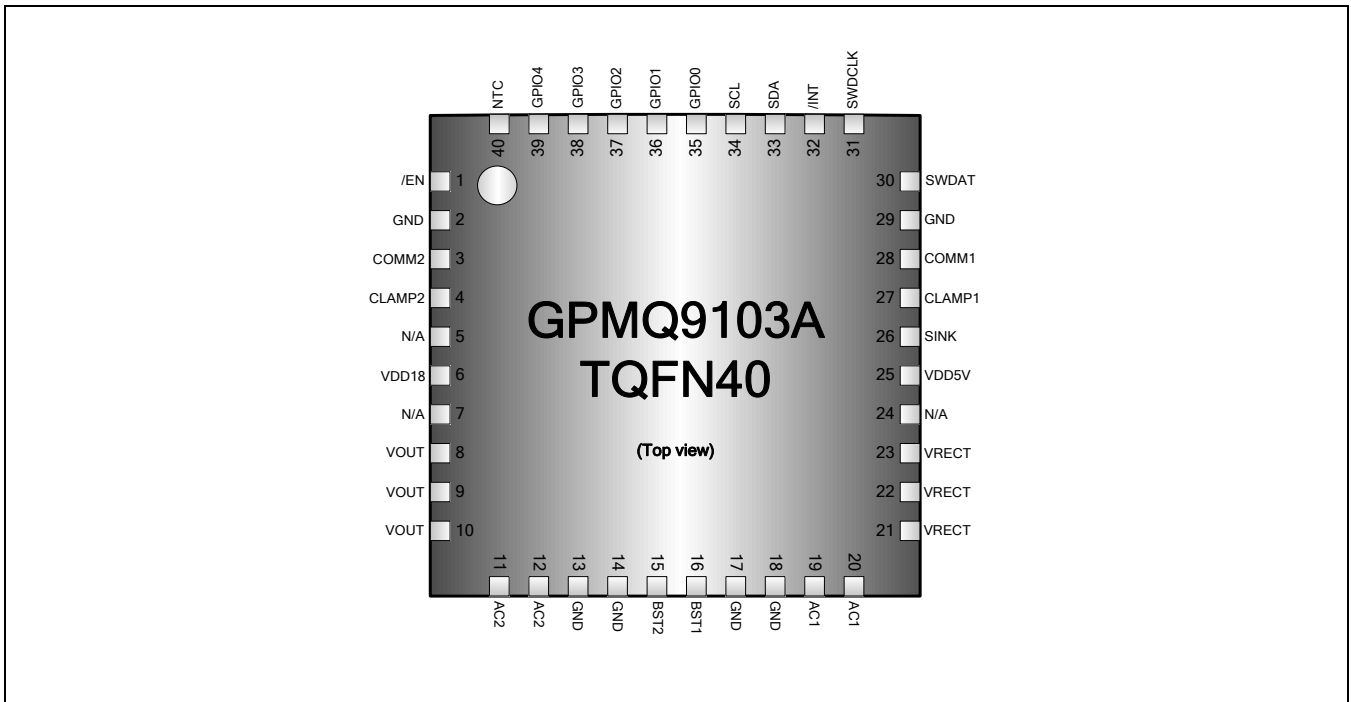 NTC
GPIO4
GPIO3
GPIO2
GPIO1
GPIO0
SCL
SDA
/INT
SWDCLK
40
39
38
37
36
35
34
33
32
31
/EN 1
GND 2
COMM2 3
CLAMP2 4
N/A 5
VDD18 6
N/A 7
VOUT 8
VOUT 9
VOUT 10
GPMQ9103A
TQFN40
(Top view)
30 SWDAT
29 GND
28 COMM1
27 CLAMP1
26 SINK
25 VDD5V
24 N/A
23 VRECT
22 VRECT
21 VRECT
11
12
13
14
15
16
17
18
19
20
AC2
AC2
GND
GND
BST2
BST1
GND
GND
AC1
AC1